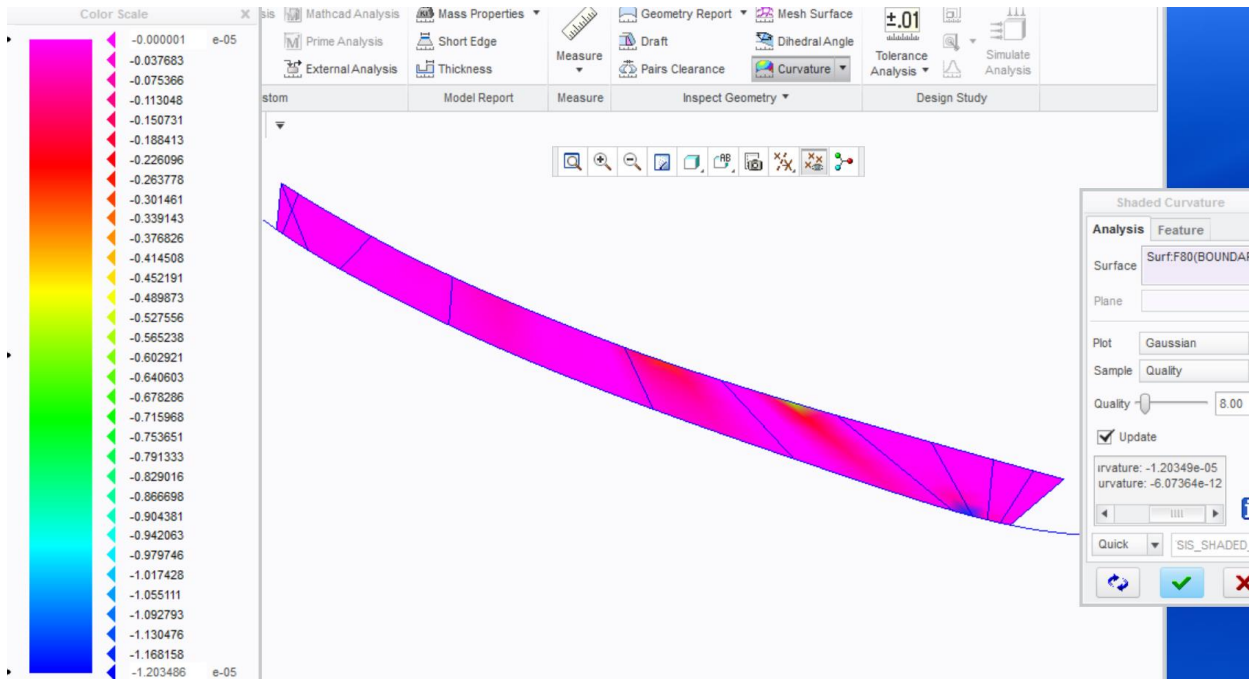 Color Scale X
-0.000001 e-05
-0.037683
-0.075366
-0.113048
-0.150731
-0.188413
-0.226096
-0.263778
-0.301461
-0.339143
-0.376826
-0.414508
-0.452191
-0.489873
-0.527556
-0.565238
-0.602921
-0.640603
-0.678286
-0.715968
-0.753651
-0.791333
-0.829016
-0.866698
-0.904381
-0.942063
-0.979746
-1.017428
-1.055111
-1.092793
-1.130476
-1.168158
-1.203486 e-05
sis Mathcad Analysis
Prime Analysis
External Analysis
stom
Mass Properties
Short Edge
Thickness
Model Report
Measure
Measure
Geometry Report
Draft
Pairs Clearance
Mesh Surface
Dihedral Angle
Curvature
Inspect Geometry
±.01
Tolerance
Analysis
Simulate
Analysis
Design Study
AB
Shaded Curvature
Analysis Feature
Surface Surf:F80(BOUNDAR
Plane
Plot Gaussian
Sample Quality
Quality 8.00
Update
ırvature: -1.20349e-05
urvature: -6.07364e-12
Quick SIS_SHADED_